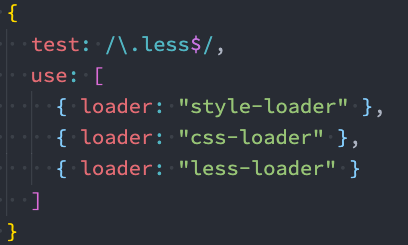 {
  test: /\.less$/,
  use: [
    { loader: "style-loader" },
    { loader: "css-loader" },
    { loader: "less-loader" }
  ]
}